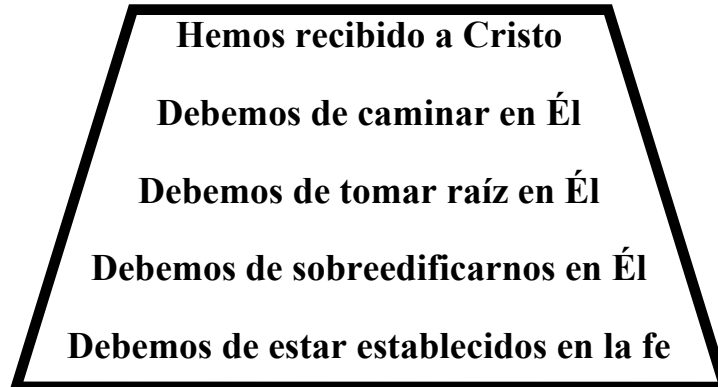 Hemos recibido a Cristo
Debemos de caminar en Él
Debemos de tomar raíz en Él
Debemos de sobreedificarnos en Él
Debemos de estar establecidos en la fe